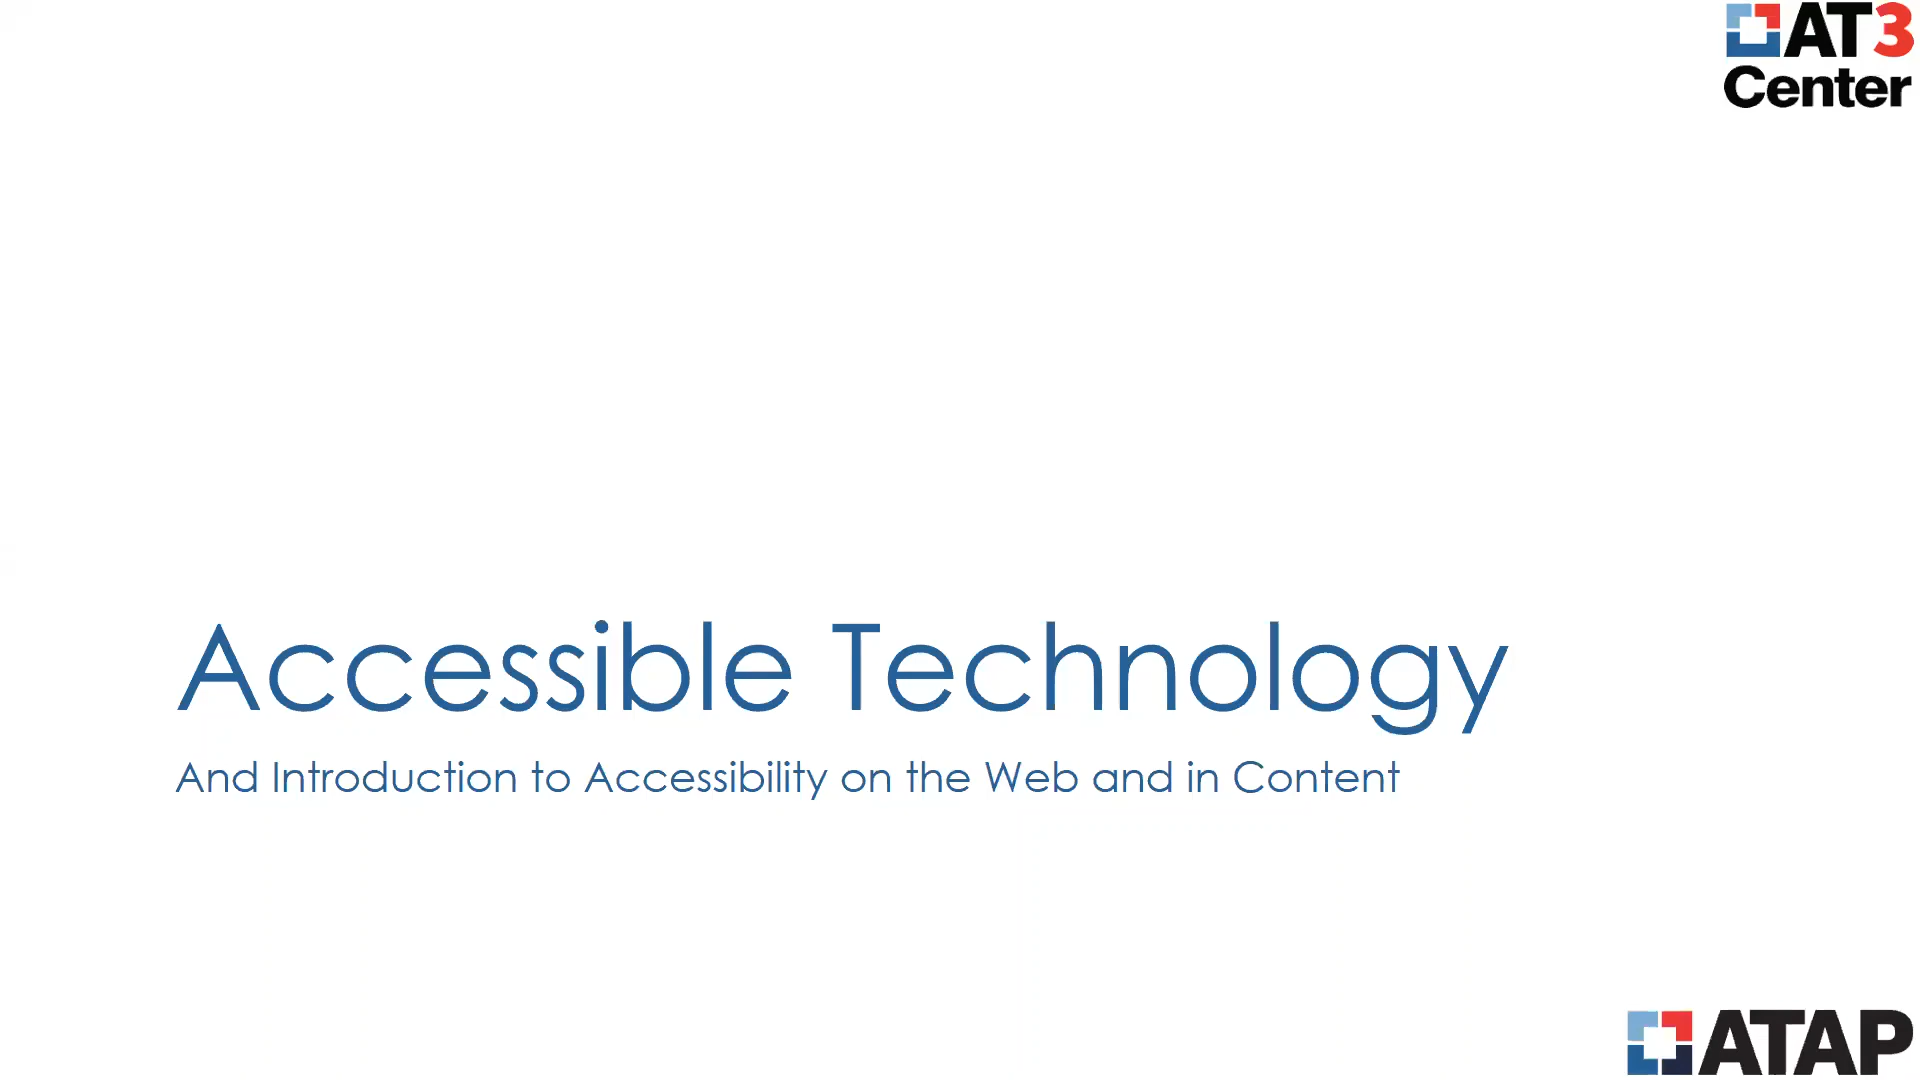 AT3
Center
Accessible Technology
And Introduction to Accessibility on the Web and in Content
ATAP